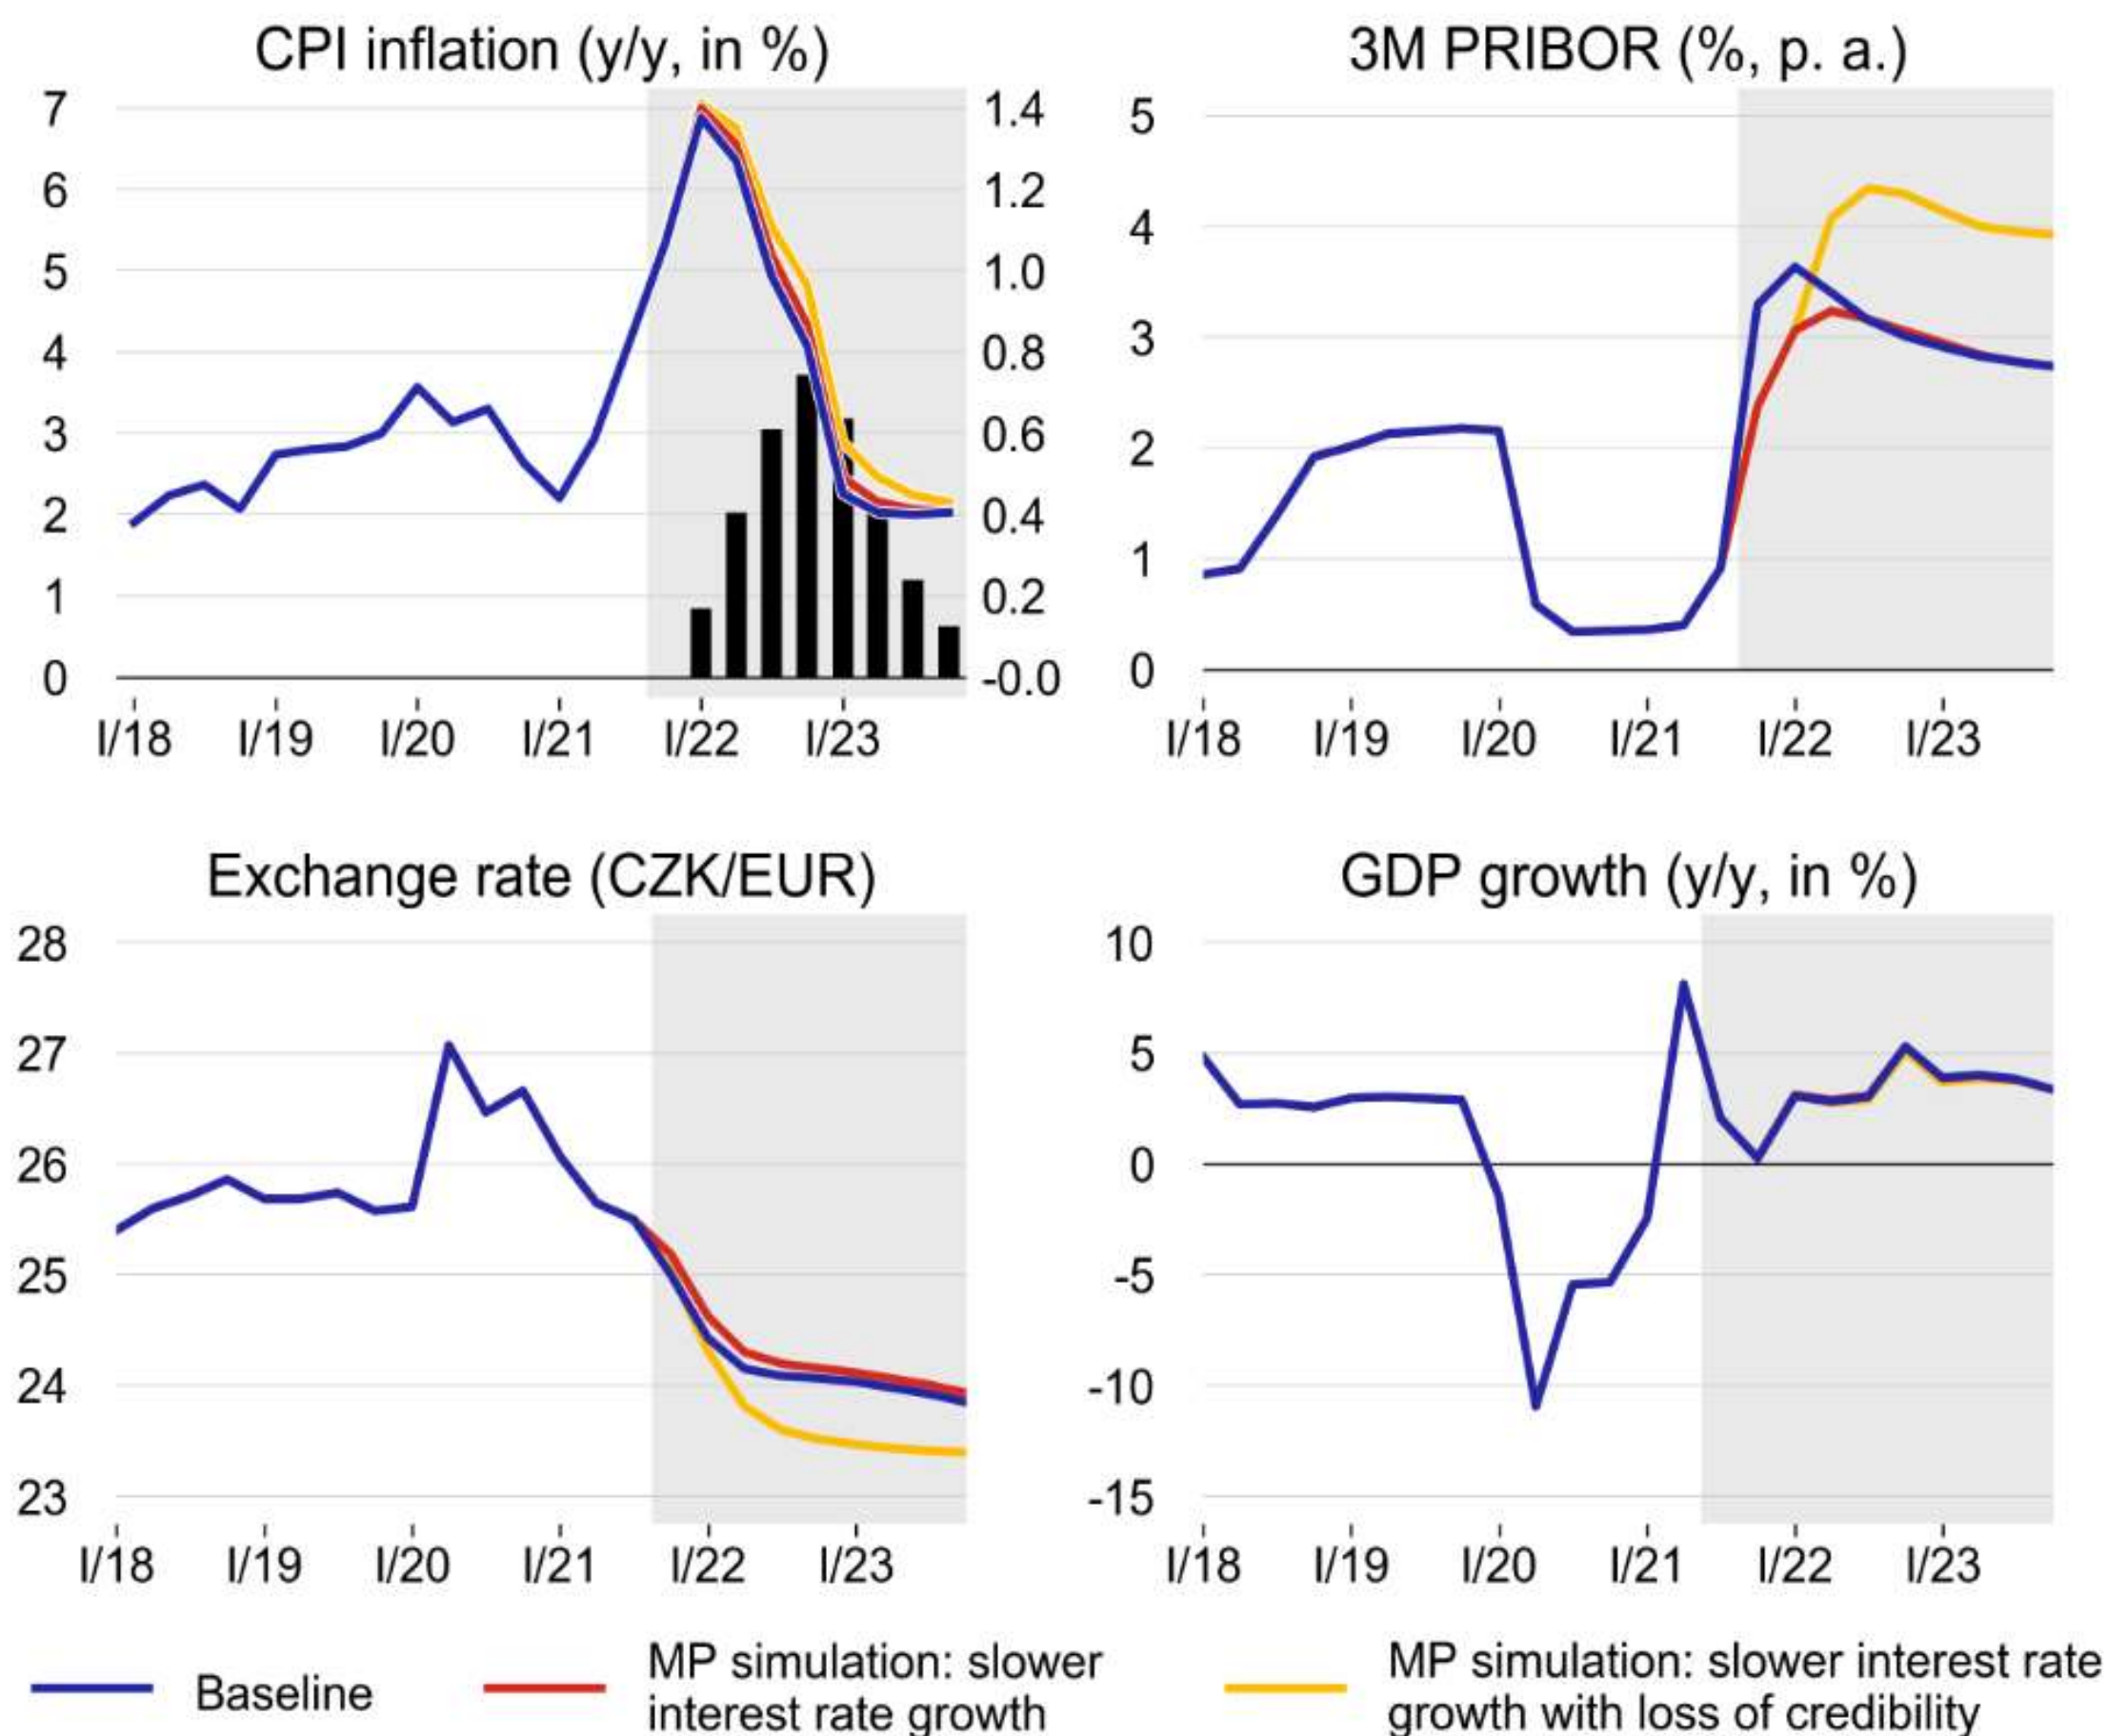 CPI inflation (y/y, in %)
7
6
5
4
3
2
1
0
1.4
1.2
1.0
0.8
0.6
0.4
0.2
-0.0
I/18 I/19 I/20 I/21 I/22 I/23
3M PRIBOR (%, p. a.)
5
4
3
2
1
0
I/18 I/19 I/20 I/21 I/22 I/23
Exchange rate (CZK/EUR)
28
27
26
25
24
23
I/18 I/19 I/20 I/21 I/22 I/23
GDP growth (y/y, in %)
10
5
0
-5
-10
-15
I/18 I/19 I/20 I/21 I/22 I/23
Baseline
MP simulation: slower
interest rate growth
MP simulation: slower interest rate
growth with loss of credibility